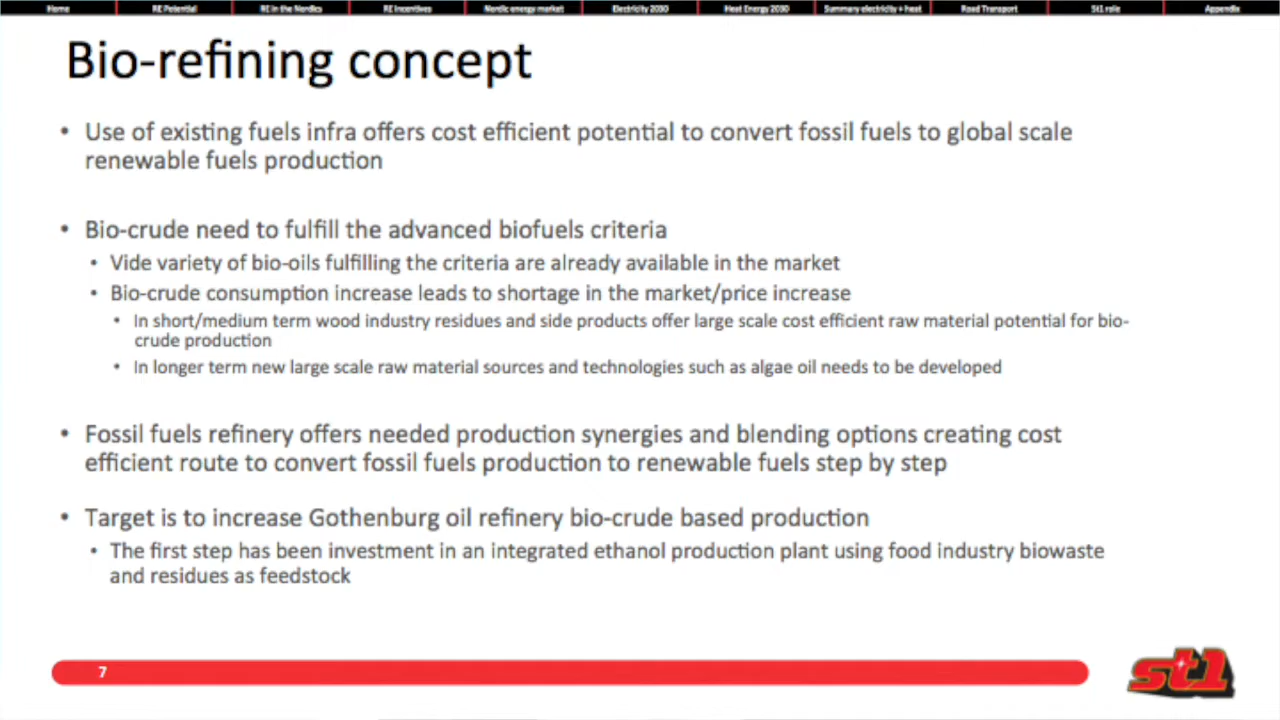 Home RE Potential RE in the Nordics RE Incentives Nordic energy market Electricity 2030 Heat Energy 2030 Summary electricity + heat Road Transport St1 role Appendix
Bio-refining concept
• Use of existing fuels infra offers cost efficient potential to convert fossil fuels to global scale
renewable fuels production
• Bio-crude need to fulfill the advanced biofuels criteria
• Vide variety of bio-oils fulfilling the criteria are already available in the market
• Bio-crude consumption increase leads to shortage in the market/price increase
• In short/medium term wood industry residues and side products offer large scale cost efficient raw material potential for bio-
crude production
• In longer term new large scale raw material sources and technologies such as algae oil needs to be developed
• Fossil fuels refinery offers needed production synergies and blending options creating cost
efficient route to convert fossil fuels production to renewable fuels step by step
• Target is to increase Gothenburg oil refinery bio-crude based production
• The first step has been investment in an integrated ethanol production plant using food industry biowaste
and residues as feedstock
7
st1